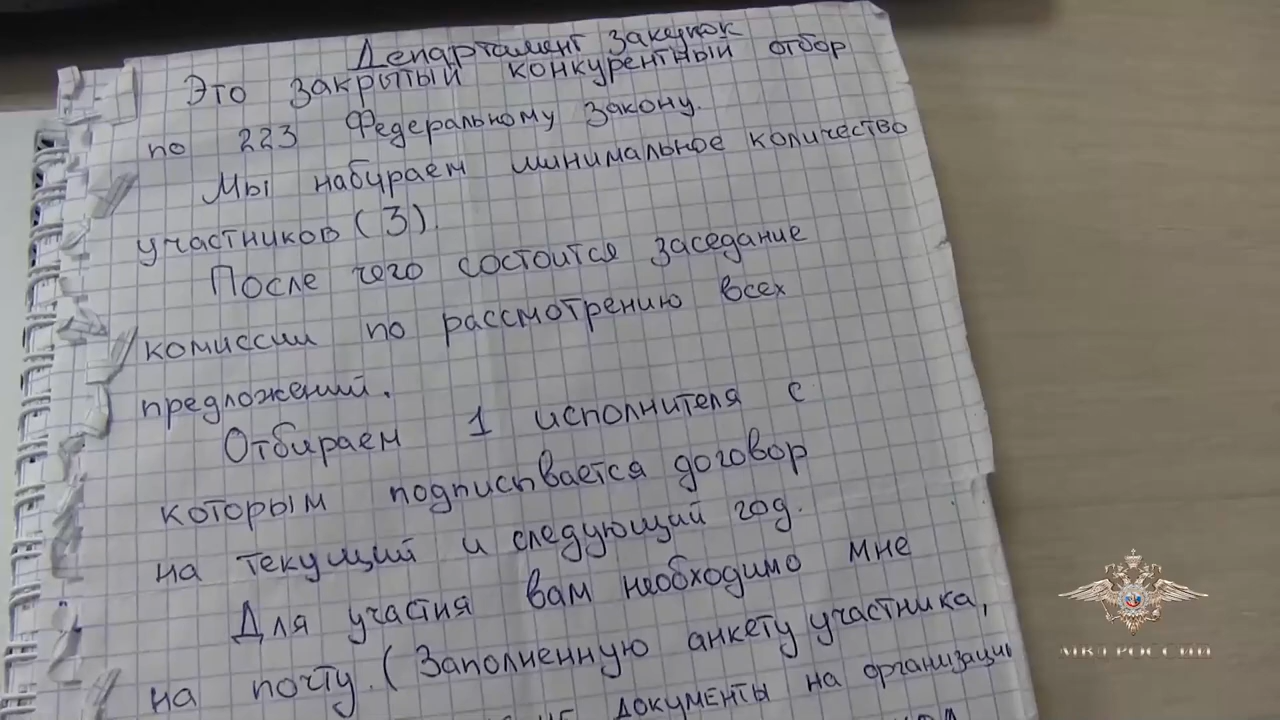 Департамент закупок
Это закрытый конкурентный отбор
по 223 Федеральному Закону.
Мы набираем минимальное количество
участников (3).
После чего состоится заседание
комиссии по рассмотрению всех
предложений.
Отбираем 1 исполнителя с
которым подписывается договор
на текущий и следующий год.
Для участия вам необходимо мне
на почту. (Заполненную анкету участника,
документы на организацию
МВД РОССИИ